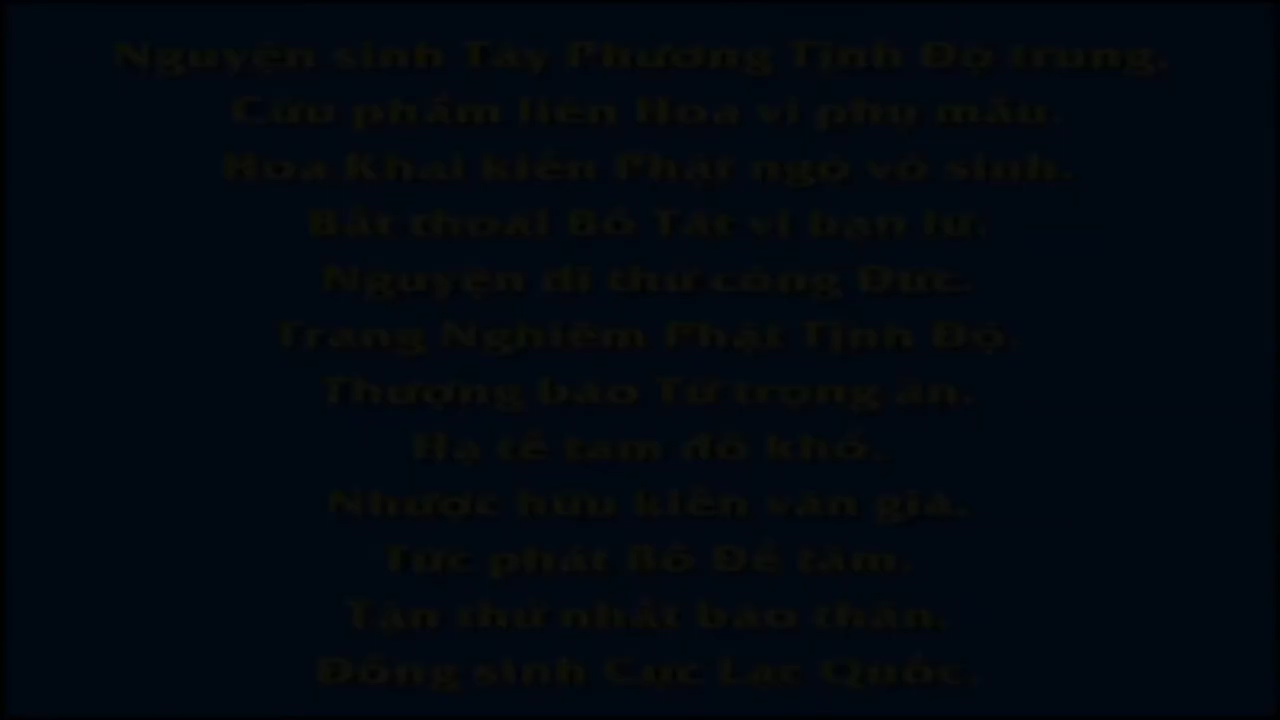 Nguyện sinh Tây Phương Tịnh Độ trung,
Cửu phẩm liên Hoa vi phụ mẫu.
Hoa Khai kiến Phật ngộ vô sinh,
Bất thoái Bồ Tát vi bạn lữ.
Nguyện dĩ thử công Đức,
Trang Nghiêm Phật Tịnh Độ
Thượng báo Tứ trọng ân,
Hạ tế tam đồ khổ.
Nhược hữu kiến văn giả,
Tức phát Bồ Đề tâm,
Tận thử nhất báo thân,
Đồng sinh Cực Lạc Quốc.